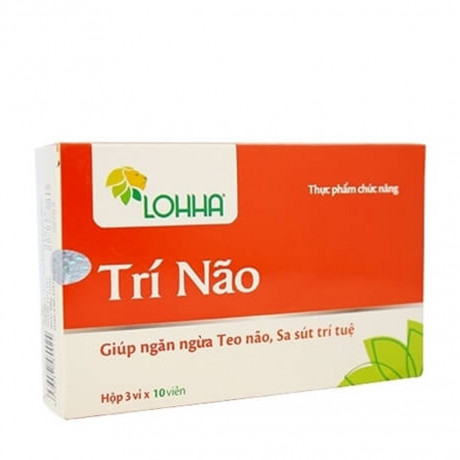 LOHHA®
Thực phẩm chức năng
Trí Não
Giúp ngăn ngừa Teo não, Sa sút trí tuệ
Hộp 3 vỉ x 10 viên